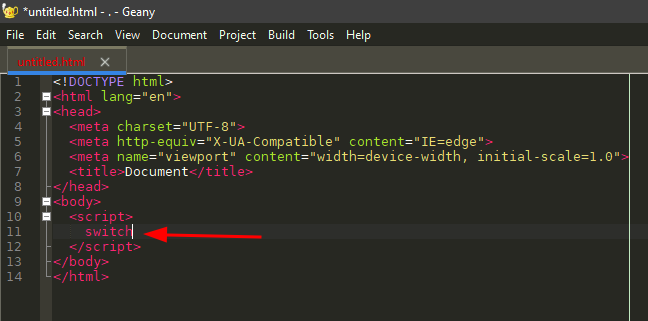 *untitled.html - . - Geany
File Edit Search View Document Project Build Tools Help
untitled.html
1 <!DOCTYPE html>
2 <html lang="en">
3 <head>
4 <meta charset="UTF-8">
5 <meta http-equiv="X-UA-Compatible" content="IE=edge">
6 <meta name="viewport" content="width=device-width, initial-scale=1.0">
7 <title>Document</title>
8 </head>
9 <body>
10 <script>
11 switch
12 </script>
13 </body>
14 </html>